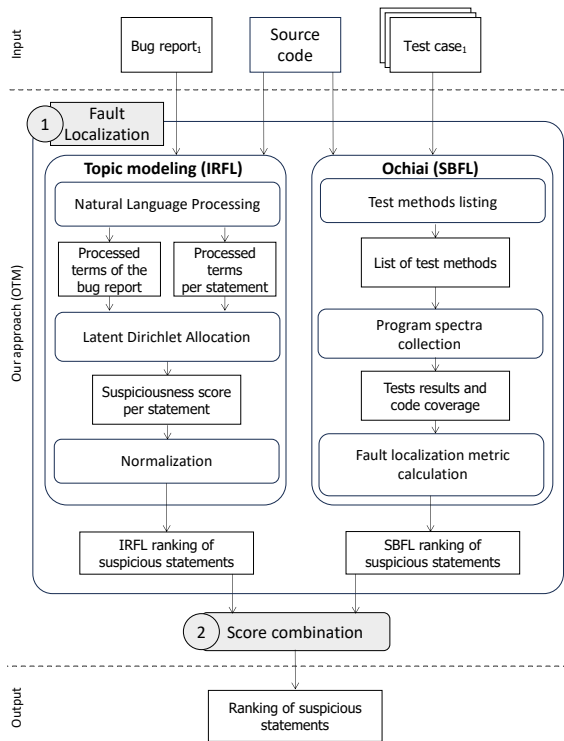 Input
Bug report1
Source
code
Test case1
Our approach (OTM)
1
Fault
Localization
Topic modeling (IRFL)
Natural Language Processing
Processed
terms of the
bug report
Processed
terms
per statement
Latent Dirichlet Allocation
Suspiciousness score
per statement
Normalization
IRFL ranking of
suspicious statements
Ochiai (SBFL)
Test methods listing
List of test methods
Program spectra
collection
Tests results and
code coverage
Fault localization metric
calculation
SBFL ranking of
suspicious statements
2
Score combination
Output
Ranking of suspicious
statements